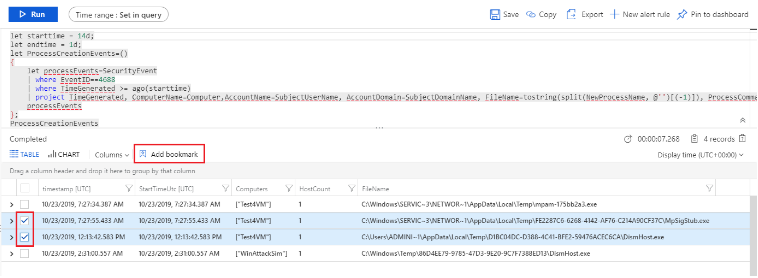 Run
Time range : Set in query
Save
Copy
Export
New alert rule
Pin to dashboard
let starttime = 14d;
let endtime = 1d;
let ProcessCreationEvents=()
{
let processEvents=SecurityEvent
| where EventID==4688
| where TimeGenerated >= ago(starttime)
| project TimeGenerated, ComputerName=Computer,AccountName=SubjectUserName, AccountDomain=SubjectDomainName, FileName=tostring(split(NewProcessName, @'')[(-1)]), ProcessComma
processEvents
};
ProcessCreationEvents
Completed
00:00:07.268
4 records
TABLE
CHART
Columns
Add bookmark
Display time (UTC+00:00)
Drag a column header and drop it here to group by that column
timestamp [UTC] StartTimeUtc [UTC] Computers HostCount FileName
10/23/2019, 7:27:34.387 AM 10/23/2019, 7:27:34.387 AM ["Test4VM"] 1 C:\Windows\SERVIC~3\NETWOR~1\AppData\Local\Temp\mpam-175bb2a3.exe
10/23/2019, 7:27:55.433 AM 10/23/2019, 7:27:55.433 AM ["Test4VM"] 1 C:\Windows\SERVIC~3\NETWOR~1\AppData\Local\Temp\FE2287C6-6268-4142-AF76-C214A90CF37C\MpSigStub.exe
10/23/2019, 12:13:42.583 PM 10/23/2019, 12:13:42.583 PM ["Test4VM"] 1 C:\Users\ADMINI~1\AppData\Local\Temp\D1BC04DC-D388-4C41-BFE2-59476ACEC6CA\DismHost.exe
10/23/2019, 2:31:00.557 AM 10/23/2019, 2:31:00.557 AM ["WinAttackSim"] 1 C:\Windows\Temp\86D4EE79-9785-47D3-9E20-9C7F7388ED13\DismHost.exe